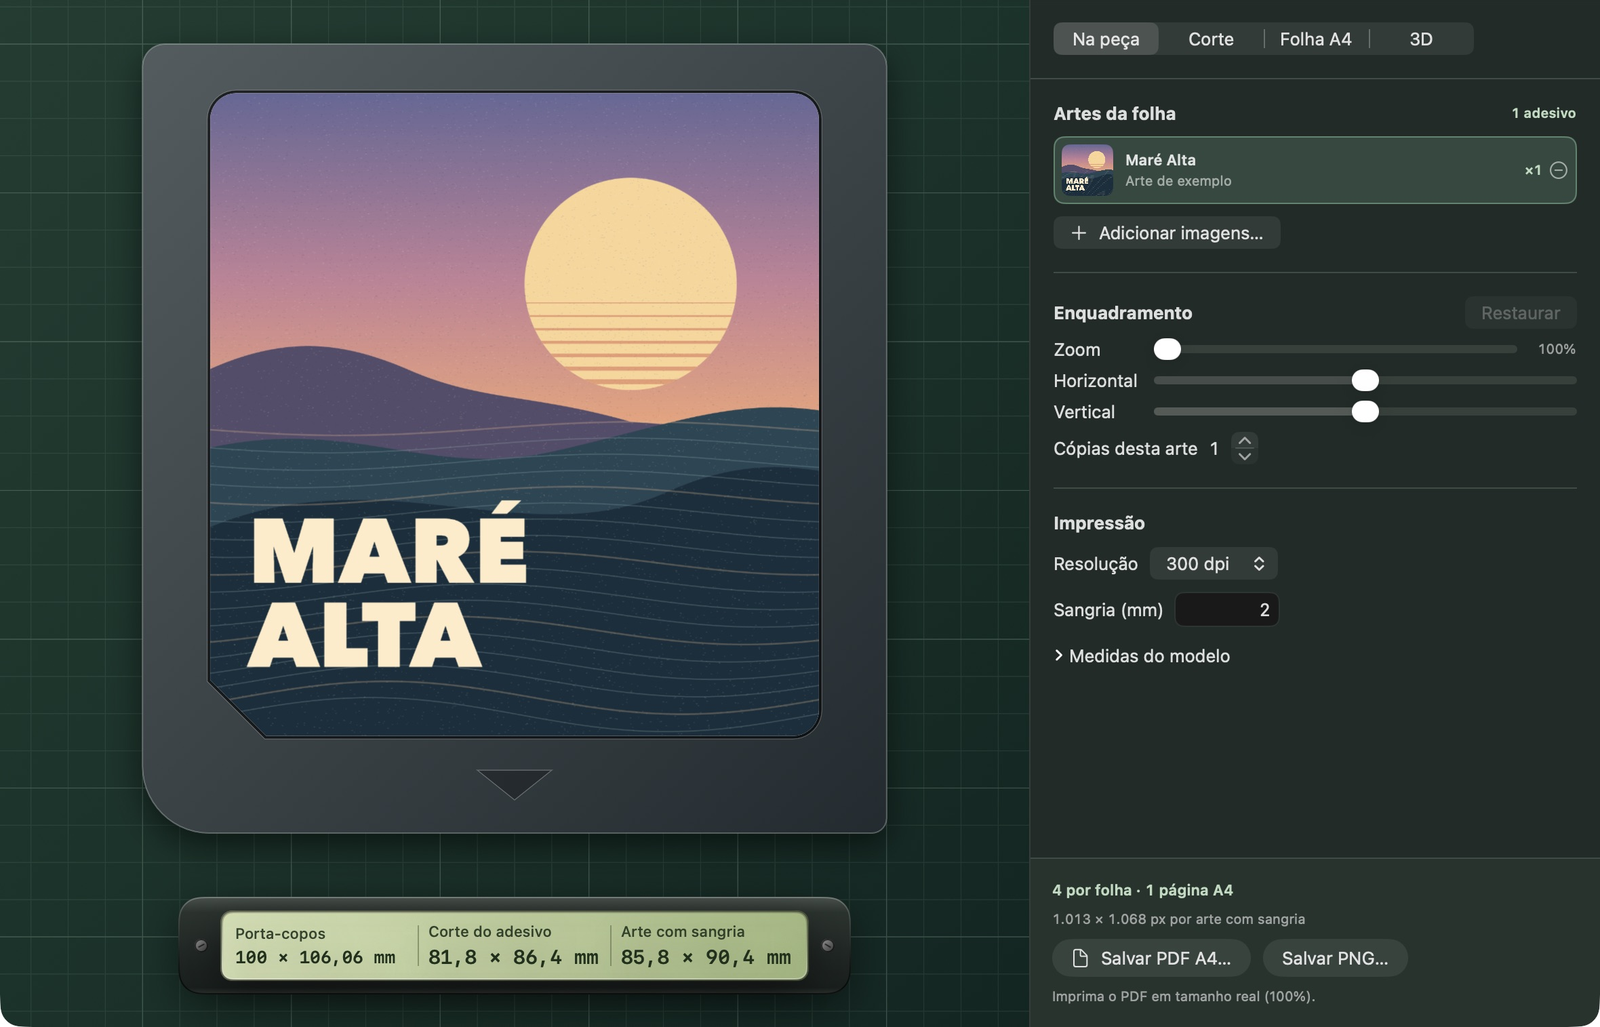 Na peça
Corte
Folha A4
3D
Artes da folha
1 adesivo
MARÉ
ALTA
Maré Alta
Arte de exemplo
×1
Adicionar imagens...
Enquadramento
Restaurar
Zoom
100%
Horizontal
Vertical
Cópias desta arte 1
Impressão
Resolução 300 dpi
Sangria (mm) 2
Medidas do modelo
MARÉ
ALTA
Porta-copos
100 × 106,06 mm
Corte do adesivo
81,8 × 86,4 mm
Arte com sangria
85,8 × 90,4 mm
4 por folha · 1 página A4
1.013 × 1.068 px por arte com sangria
Salvar PDF A4...
Salvar PNG...
Imprima o PDF em tamanho real (100%).